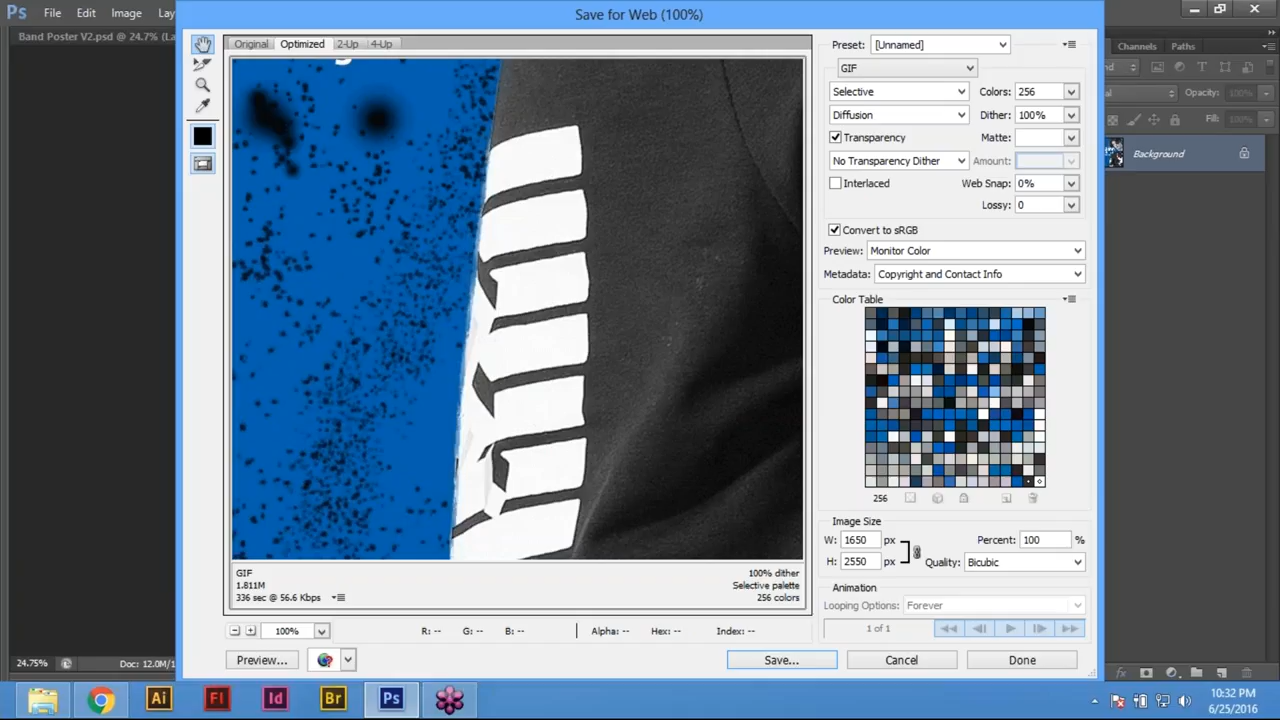 Ps File Edit Image Lay
Save for Web (100%)
Band Poster V2.psd @ 24.7% (La
Original Optimized 2-Up 4-Up
Preset: [Unnamed]
GIF
Selective Colors: 256
Diffusion Dither: 100%
Transparency Matte:
No Transparency Dither Amount:
Interlaced Web Snap: 0%
Lossy: 0
Convert to sRGB
Preview: Monitor Color
Metadata: Copyright and Contact Info
Color Table
256
Image Size
W: 1650 px Percent: 100 %
H: 2550 px Quality: Bicubic
Animation
Looping Options: Forever
1 of 1
GIF 100% dither
1.811M Selective palette
336 sec @ 56.6 Kbps 256 colors
100% R: -- G: -- B: -- Alpha: -- Hex: -- Index: --
Preview... Save... Cancel Done
Channels Paths
Opacity: 100%
Fill: 100%
Background
24.75% Doc: 12.0M/1
fx
Ai Fl Id Br Ps
10:32 PM
6/25/2016